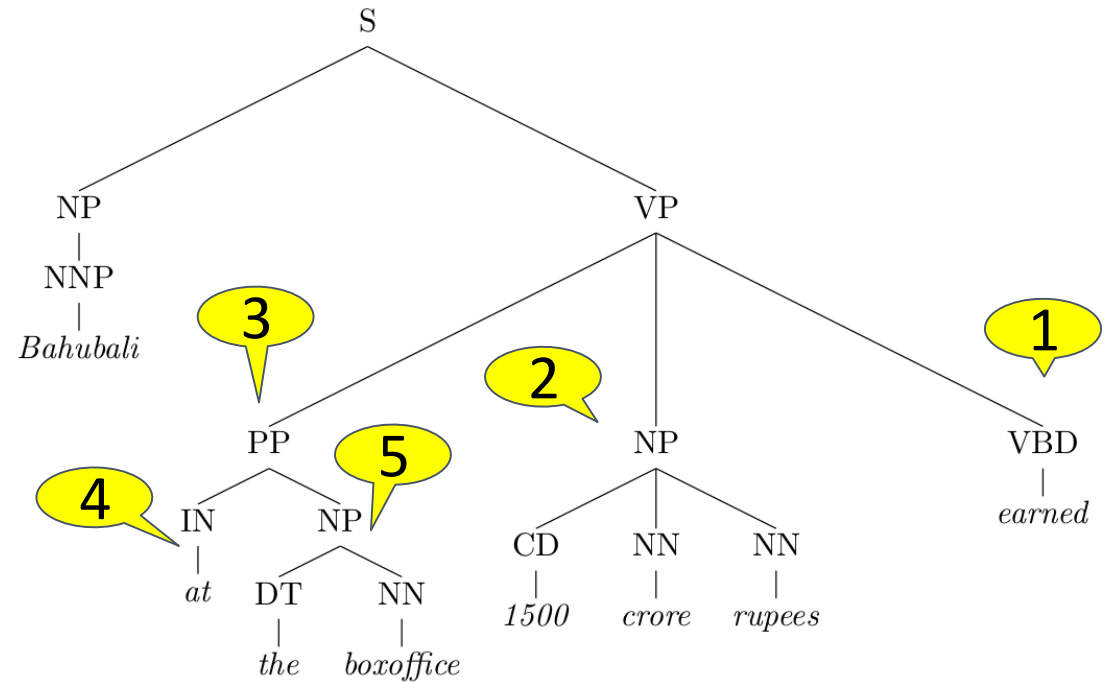 S
NP VP
NNP
Bahubali
3
1
2
PP NP VBD
5
4
IN NP
earned
CD NN NN
at
DT NN
1500 crore rupees
the boxoffice